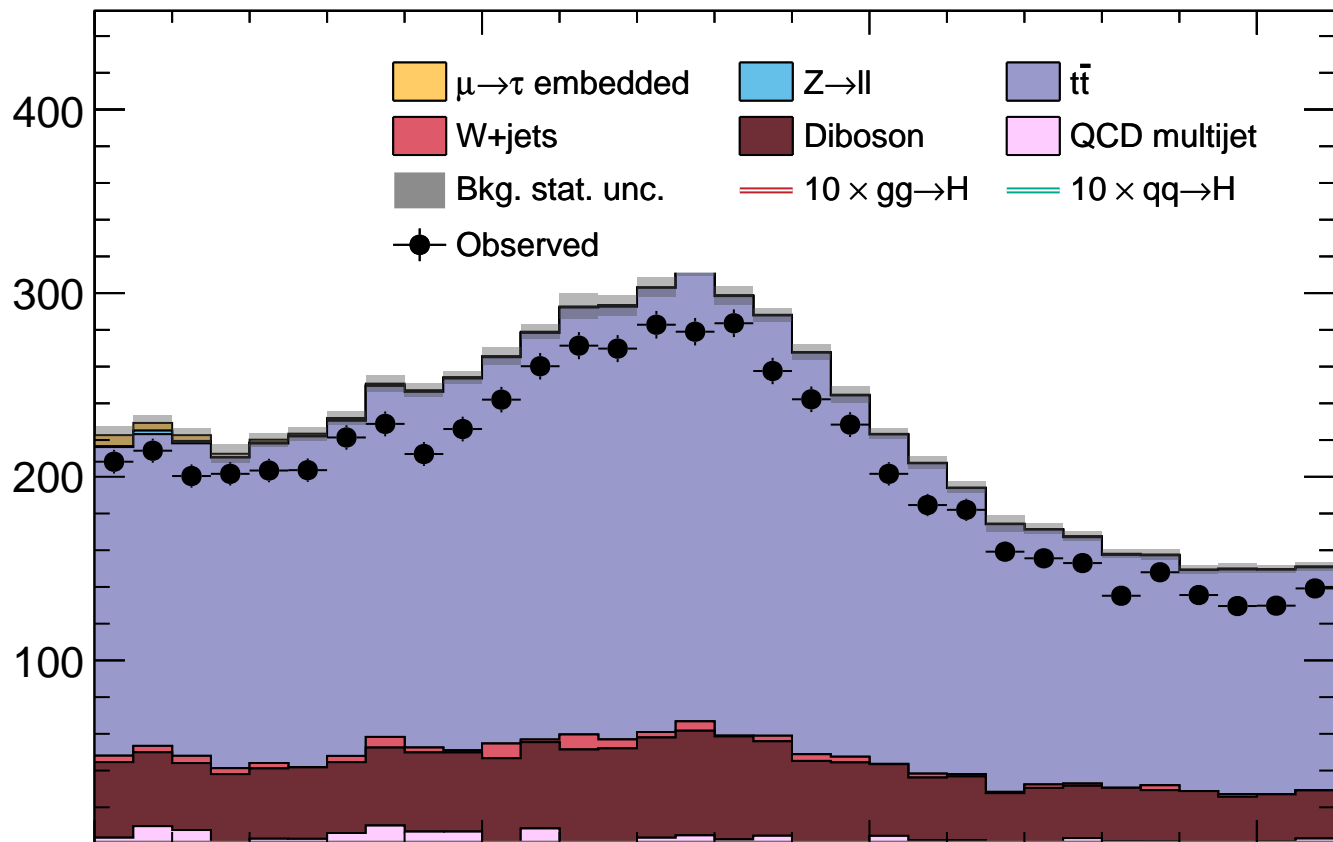 400
300
200
100
μ→τ embedded Z→ll tt̄
W+jets Diboson QCD multijet
Bkg. stat. unc. 10 × gg→H 10 × qq→H
Observed